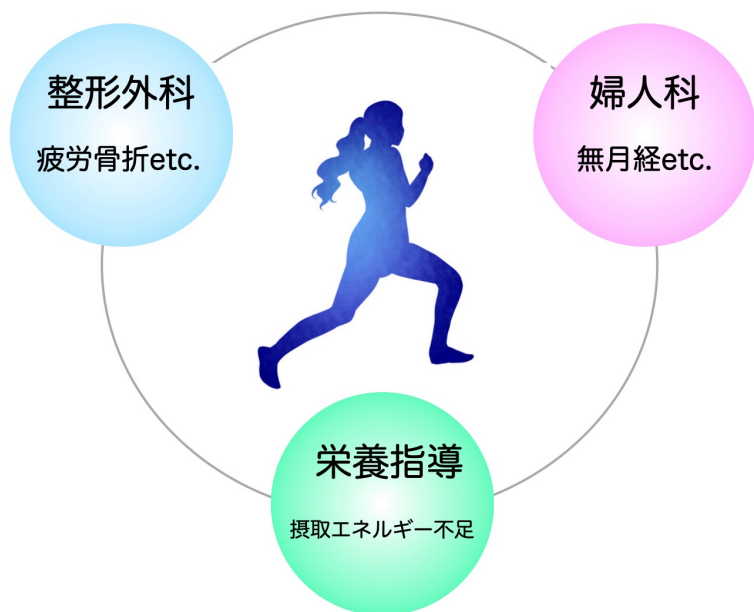 整形外科
疲労骨折etc.
婦人科
無月経etc.
栄養指導
摂取エネルギー不足